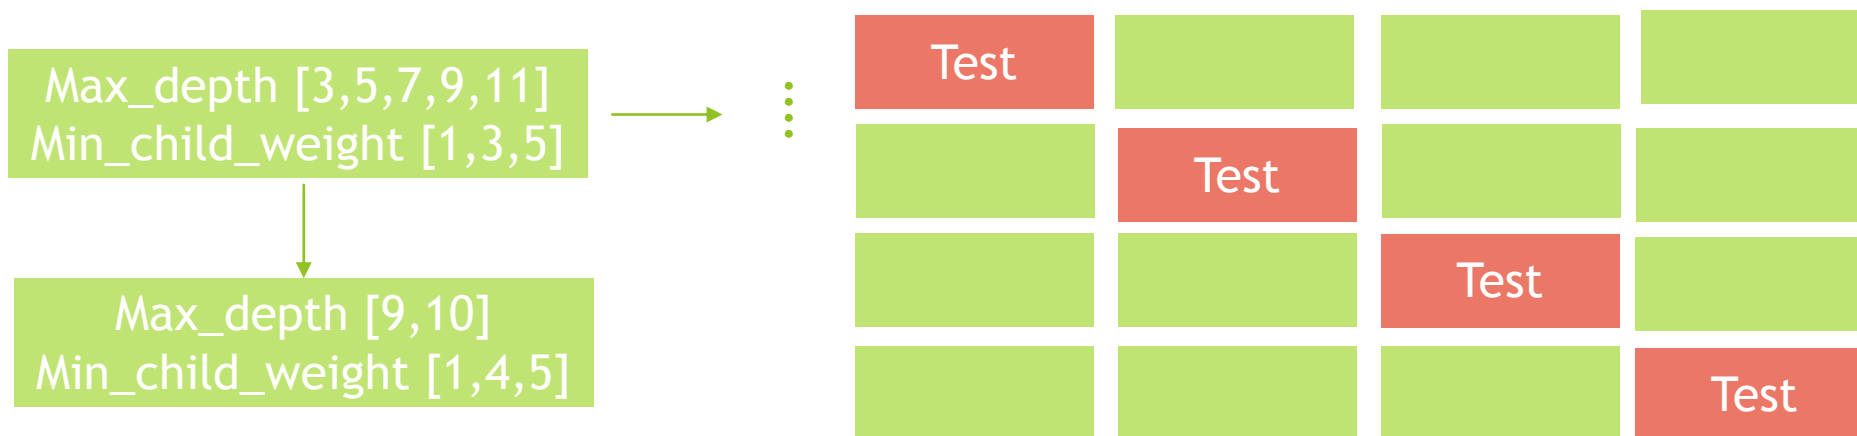 Max_depth [3,5,7,9,11]
Min_child_weight [1,3,5]
Max_depth [9,10]
Min_child_weight [1,4,5]
Test
Test
Test
Test